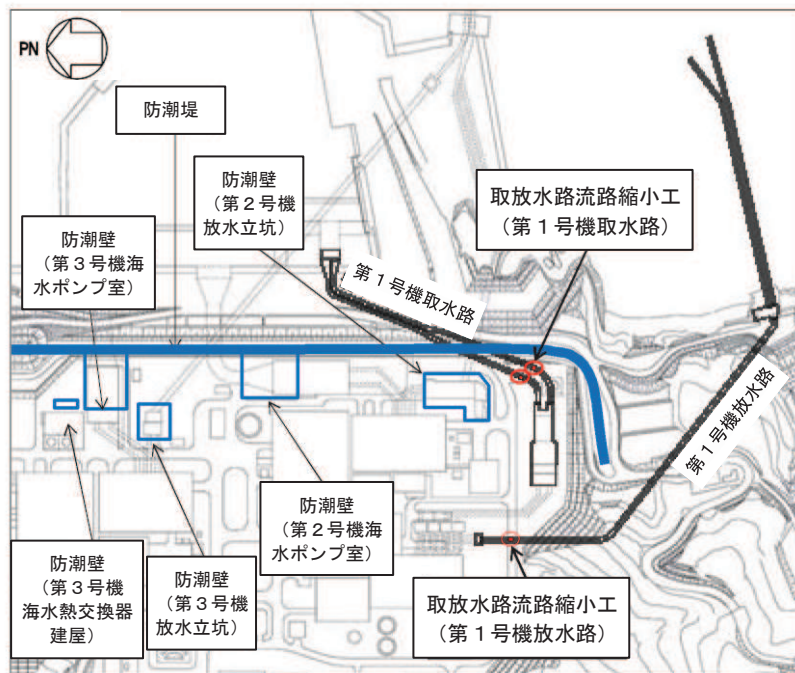 PN
防潮堤
防潮壁
（第２号機
放水立坑）
取放水路流路縮小工
（第１号機取水路）
防潮壁
（第３号機海
水ポンプ室）
第１号機取水路
第１号機放水路
防潮壁
（第２号機海
水ポンプ室）
防潮壁
（第３号機
海水熱交換器
建屋）
防潮壁
（第３号機
放水立坑）
取放水路流路縮小工
（第１号機放水路）